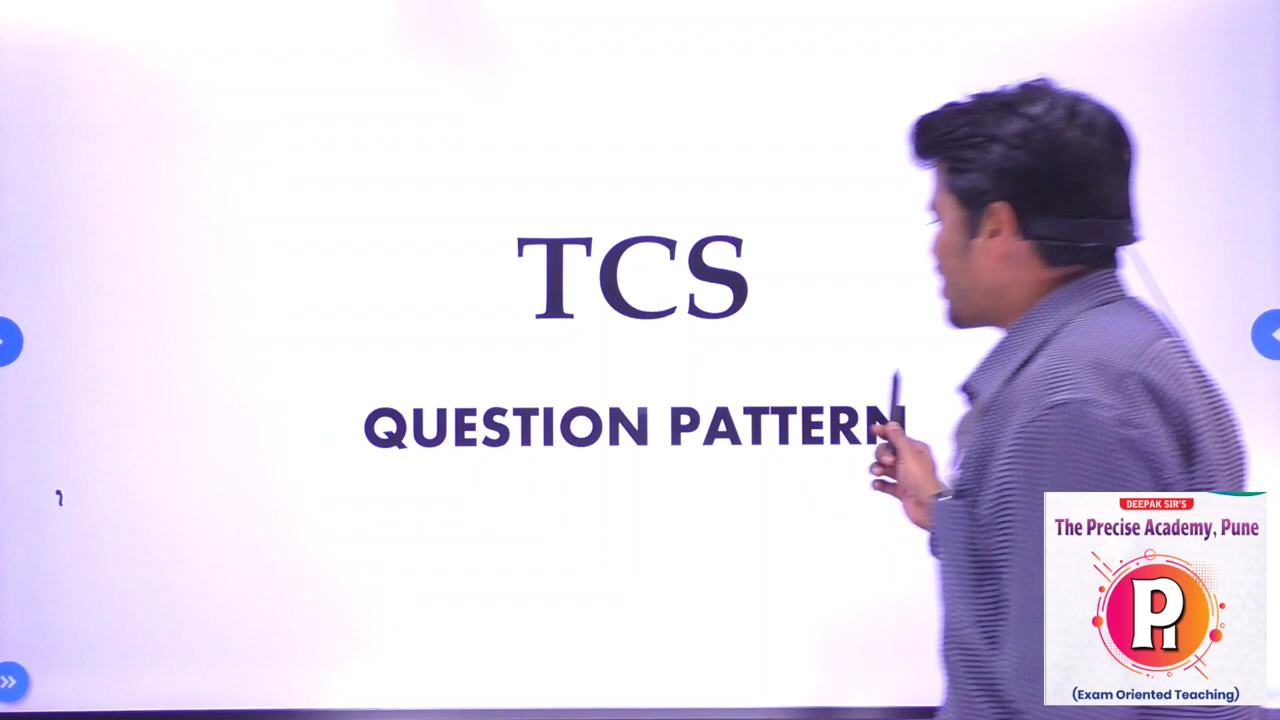 TCS
QUESTION PATTERN
DEEPAK SIR'S
The Precise Academy, Pune
(Exam Oriented Teaching)